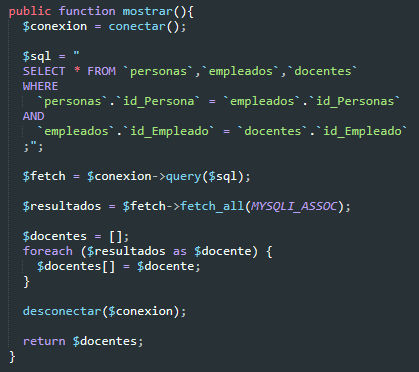 public function mostrar(){
$conexion = conectar();
$sql = "
SELECT * FROM `personas`,`empleados`,`docentes`
WHERE
`personas`.`id_Persona` = `empleados`.`id_Personas`
AND
`empleados`.`id_Empleado` = `docentes`.`id_Empleado`
;";
$fetch = $conexion->query($sql);
$resultados = $fetch->fetch_all(MYSQLI_ASSOC);
$docentes = [];
foreach ($resultados as $docente) {
$docentes[] = $docente;
}
desconectar($conexion);
return $docentes;
}